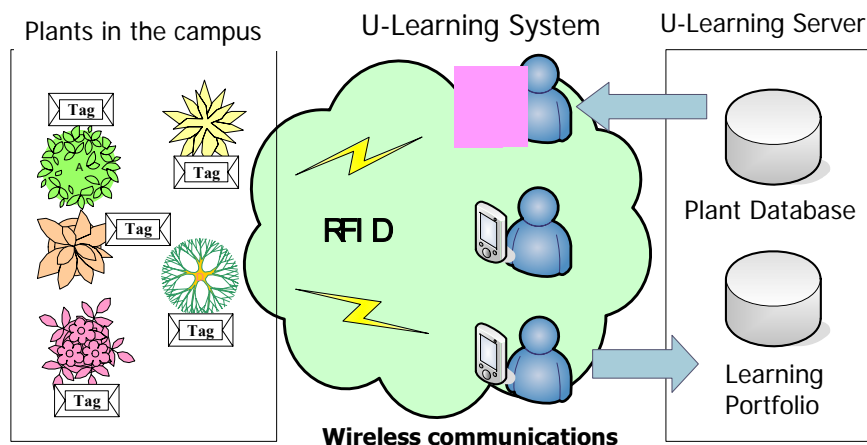 Plants in the campus
U-Learning System
U-Learning Server
Tag
Tag
A
Tag
Tag
Tag
RFID
Plant Database
Learning
Portfolio
Wireless communications